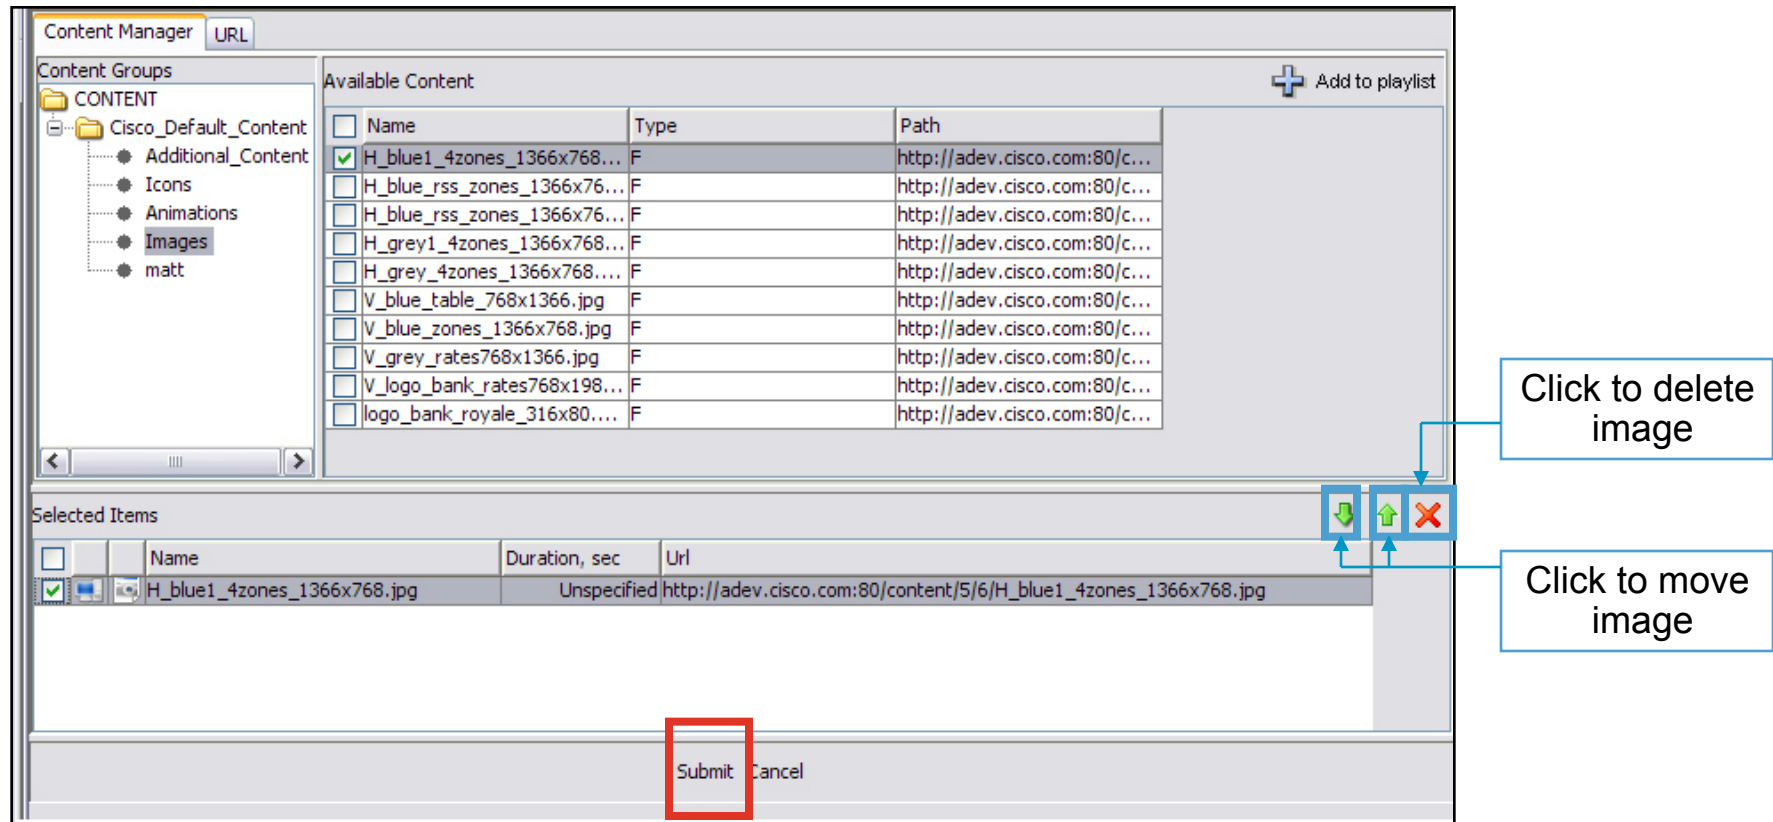 Content Manager URL
Content Groups
CONTENT
Cisco_Default_Content
Additional_Content
Icons
Animations
Images
matt
Available Content
Add to playlist
Name Type Path
H_blue1_4zones_1366x768... F http://adev.cisco.com:80/c...
H_blue_rss_zones_1366x76... F http://adev.cisco.com:80/c...
H_blue_rss_zones_1366x76... F http://adev.cisco.com:80/c...
H_grey1_4zones_1366x768... F http://adev.cisco.com:80/c...
H_grey_4zones_1366x768.... F http://adev.cisco.com:80/c...
V_blue_table_768x1366.jpg F http://adev.cisco.com:80/c...
V_blue_zones_1366x768.jpg F http://adev.cisco.com:80/c...
V_grey_rates768x1366.jpg F http://adev.cisco.com:80/c...
V_logo_bank_rates768x198... F http://adev.cisco.com:80/c...
logo_bank_royale_316x80.... F http://adev.cisco.com:80/c...
Click to delete
image
Selected Items
Name Duration, sec Url
H_blue1_4zones_1366x768.jpg Unspecified http://adev.cisco.com:80/content/5/6/H_blue1_4zones_1366x768.jpg
Click to move
image
Submit Cancel